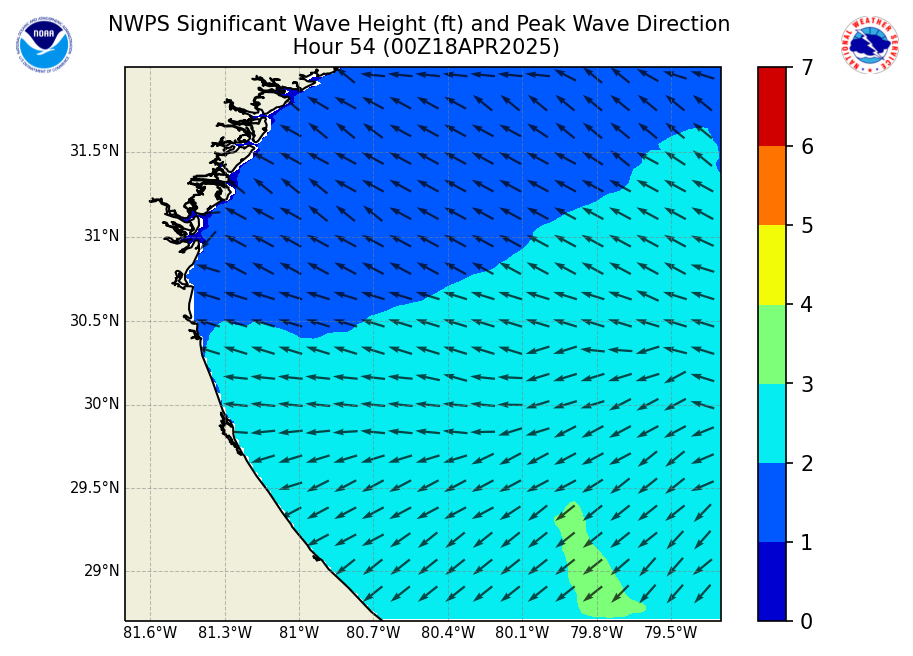 NWPS Significant Wave Height (ft) and Peak Wave Direction
Hour 54 (00Z18APR2025)
NOAA
NATIONAL WEATHER SERVICE
31.5°N
31°N
30.5°N
30°N
29.5°N
29°N
81.6°W 81.3°W 81°W 80.7°W 80.4°W 80.1°W 79.8°W 79.5°W
7
6
5
4
3
2
1
0